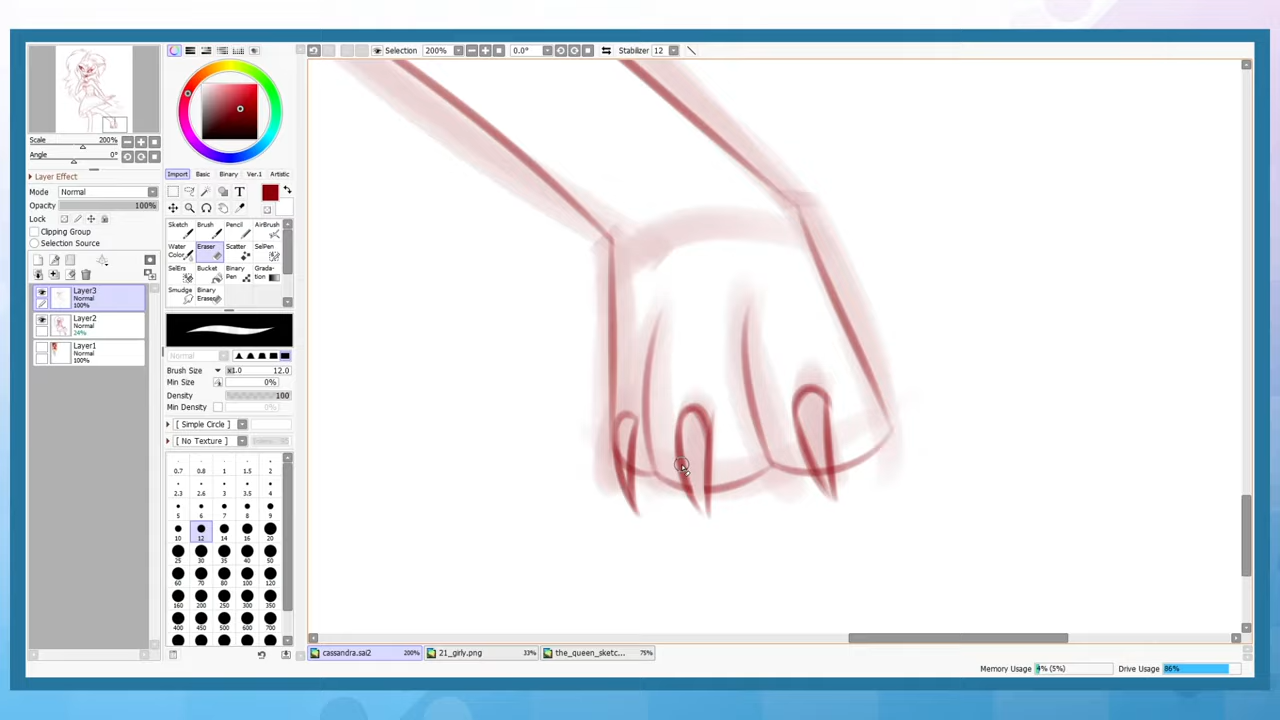 Selection 200% 0.0° Stabilizer 12
Scale 200%
Angle 0°
Layer Effect
Mode Normal
Opacity 100%
Lock
Clipping Group
Selection Source
Layer3
Normal
100%
Layer2
Normal
24%
Layer1
Normal
100%
Import Basic Binary Ver.1 Artistic
T
Sketch Brush Pencil AirBrush
Water Color Eraser Scatter SelPen
SelErs Bucket Binary Pen Grada-tion
Smudge Binary Eraser
Normal
Brush Size x1.0 12.0
Min Size 0%
Density 100
Min Density
[ Simple Circle ]
[ No Texture ]
0.7 0.8 1 1.5 2
2.3 2.6 3 3.5 4
5 6 7 8 9
10 12 14 16 20
25 30 35 40 50
60 70 80 100 120
160 200 250 300 350
400 450 500 600 700
cassandra.sai2 200% 21_girly.png 33% the_queen_sketc... 75%
Memory Usage 4% (5%) Drive Usage 86%